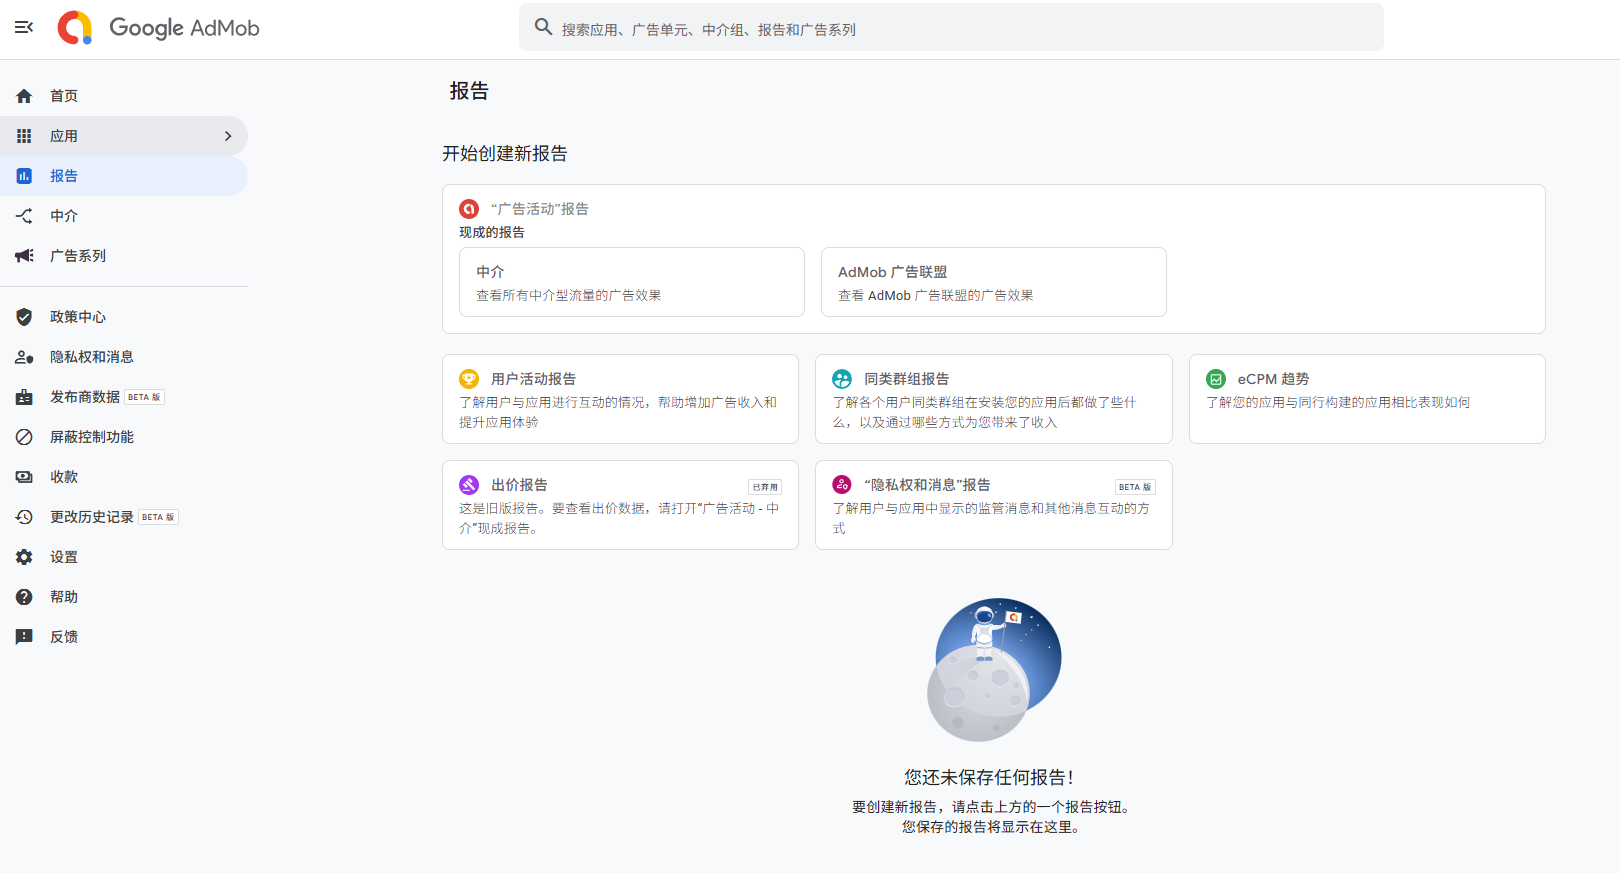 Google AdMob
搜索应用、广告单元、中介组、报告和广告系列
首页
应用
报告
中介
广告系列
政策中心
隐私权和消息
发布商数据 BETA 版
屏蔽控制功能
收款
更改历史记录 BETA 版
设置
帮助
反馈
报告
开始创建新报告
“广告活动”报告
现成的报告
中介
查看所有中介型流量的广告效果
AdMob 广告联盟
查看 AdMob 广告联盟的广告效果
用户活动报告
了解用户与应用进行互动的情况，帮助增加广告收入和
提升应用体验
同类群组报告
了解各个用户同类群组在安装您的应用后都做了些什
么，以及通过哪些方式为您带来了收入
eCPM 趋势
了解您的应用与同行构建的应用相比表现如何
出价报告 已弃用
这是旧版报告。要查看出价数据，请打开“广告活动 - 中
介”现成报告。
“隐私权和消息”报告 BETA 版
了解用户与应用中显示的监管消息和其他消息互动的方
式
您还未保存任何报告！
要创建新报告，请点击上方的一个报告按钮。
您保存的报告将显示在这里。